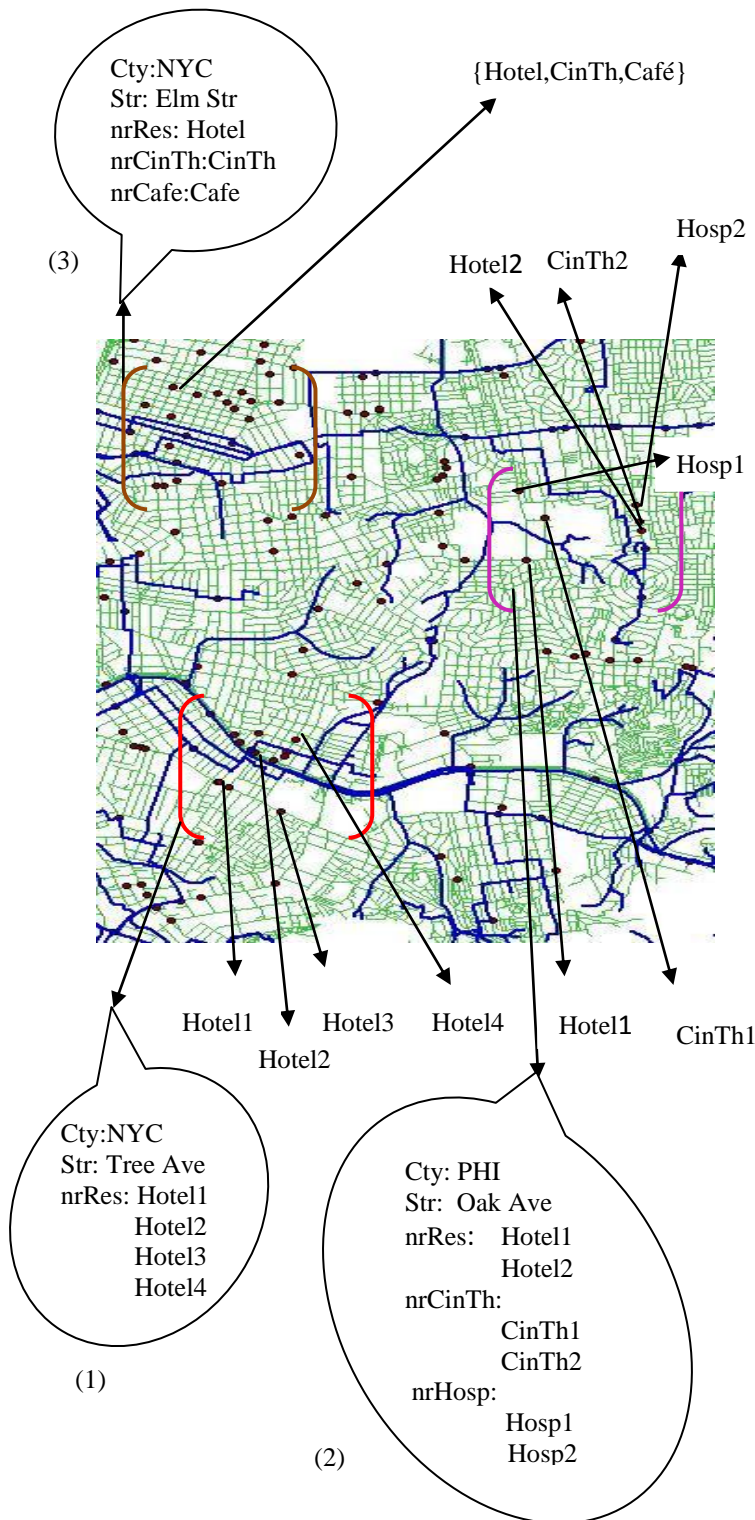 Cty:NYC
Str: Elm Str
nrRes: Hotel
nrCinTh:CinTh
nrCafe:Cafe
{Hotel,CinTh,Café}
(3)
Hosp2
Hotel2 CinTh2
Hosp1
Hotel1 Hotel3 Hotel4 Hotel1 CinTh1
Hotel2
Cty:NYC
Str: Tree Ave
nrRes: Hotel1
Hotel2
Hotel3
Hotel4
(1)
Cty: PHI
Str: Oak Ave
nrRes: Hotel1
Hotel2
nrCinTh:
CinTh1
CinTh2
nrHosp:
Hosp1
Hosp2
(2)